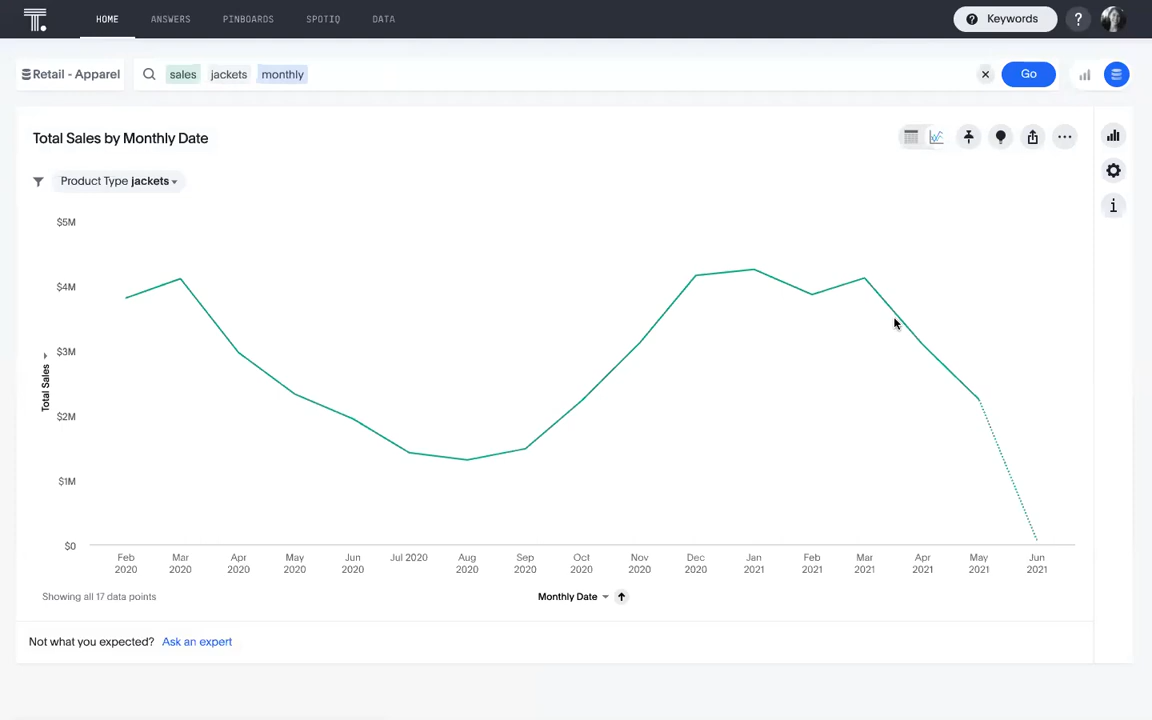 HOME ANSWERS PINBOARDS SPOTIQ DATA Keywords ?
Retail - Apparel sales jackets monthly Go
Total Sales by Monthly Date
Product Type jackets
$5M
$4M
$3M
$2M
$1M
$0
Total Sales
Feb 2020
Mar 2020
Apr 2020
May 2020
Jun 2020
Jul 2020
Aug 2020
Sep 2020
Oct 2020
Nov 2020
Dec 2020
Jan 2021
Feb 2021
Mar 2021
Apr 2021
May 2021
Jun 2021
Showing all 17 data points
Monthly Date
Not what you expected? Ask an expert